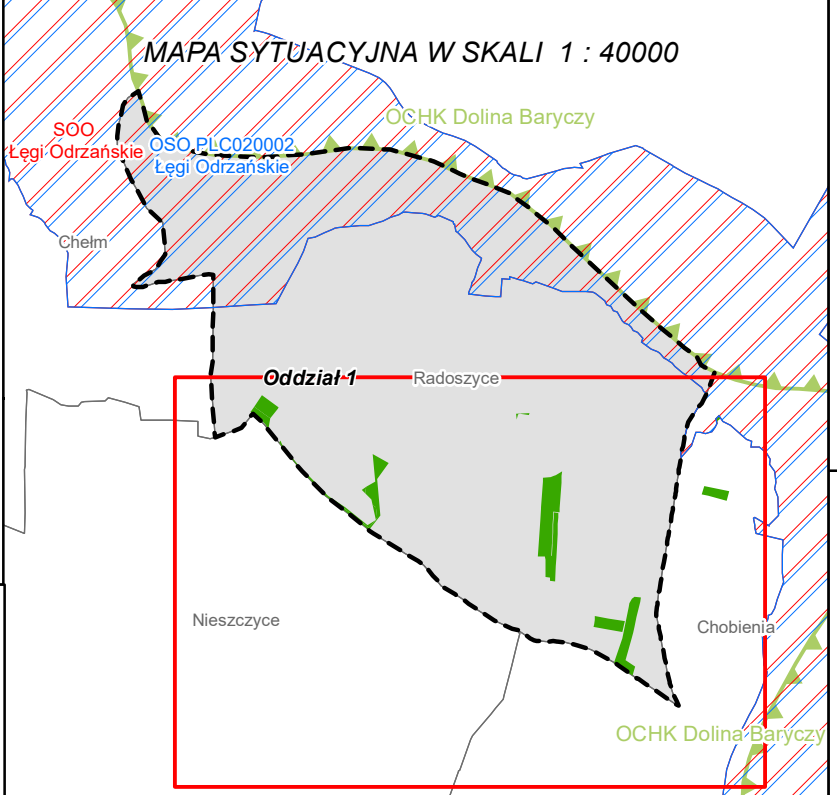 MAPA SYTUACYJNA W SKALI 1 : 40000
OCHK Dolina Baryczy
SOO
Łęgi Odrzańskie
OSO PLC020002
Łęgi Odrzańskie
Chełm
Oddział 1
Radoszyce
Nieszczyce
Chobienia
OCHK Dolina Baryczy